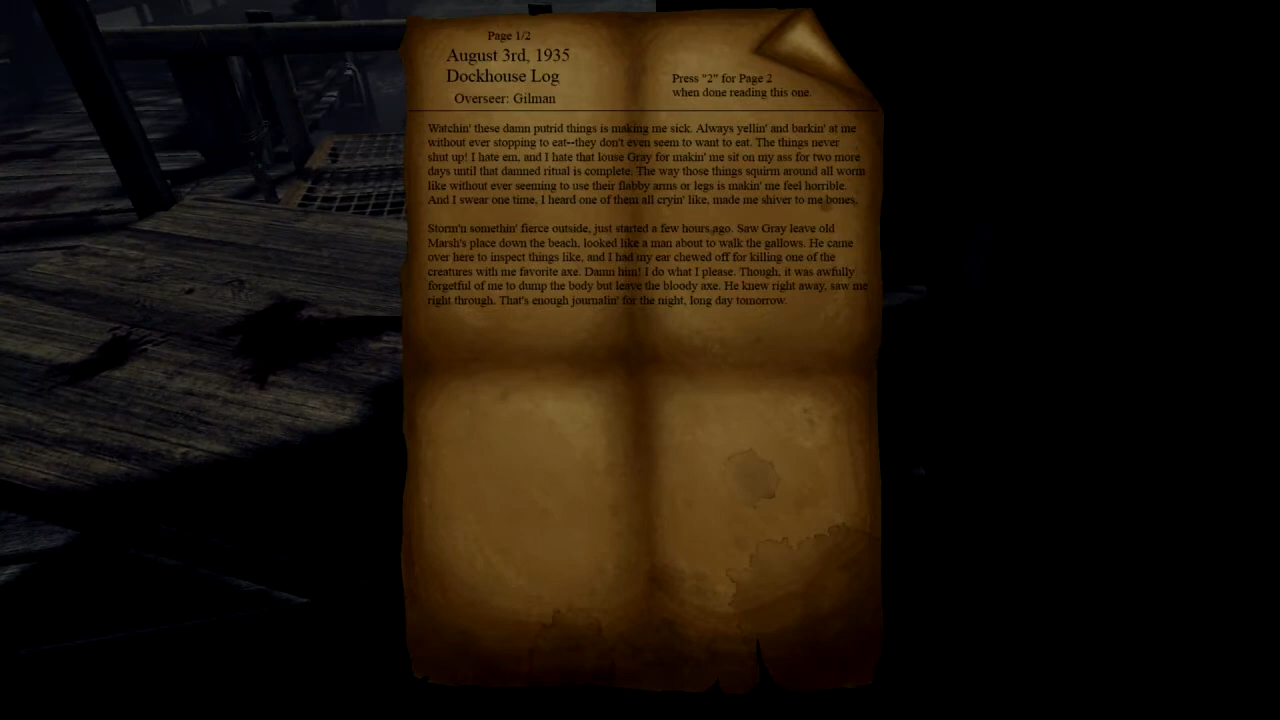 Page 1/2
August 3rd, 1935
Dockhouse Log
Overseer: Gilman
Press "2" for Page 2
when done reading this one.
Watchin' these damn putrid things is making me sick. Always yellin' and barkin' at me
without ever stopping to eat--they don't even seem to want to eat. The things never
shut up! I hate em, and I hate that louse Gray for makin' me sit on my ass for two more
days until that damned ritual is complete. The way those things squirm around all worm
like without ever seeming to use their flabby arms or legs is makin' me feel horrible.
And I swear one time, I heard one of them all cryin' like, made me shiver to me bones.
Storm'n somethin' fierce outside, just started a few hours ago. Saw Gray leave old
Marsh's place down the beach, looked like a man about to walk the gallows. He came
over here to inspect things like, and I had my ear chewed off for killing one of the
creatures with me favorite axe. Damn him! I do what I please. Though, it was awfully
forgetful of me to dump the body but leave the bloody axe. He knew right away, saw me
right through. That's enough journalin' for the night, long day tomorrow.